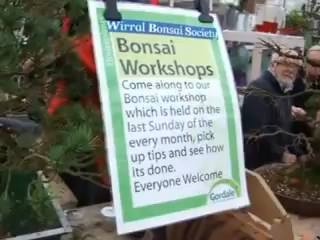 Wirral Bonsai Society
Bonsai
Workshops
Come along to our
Bonsai workshop
which is held on the
last Sunday of the
every month, pick
up tips and see how
its done.
Everyone Welcome
Gordale